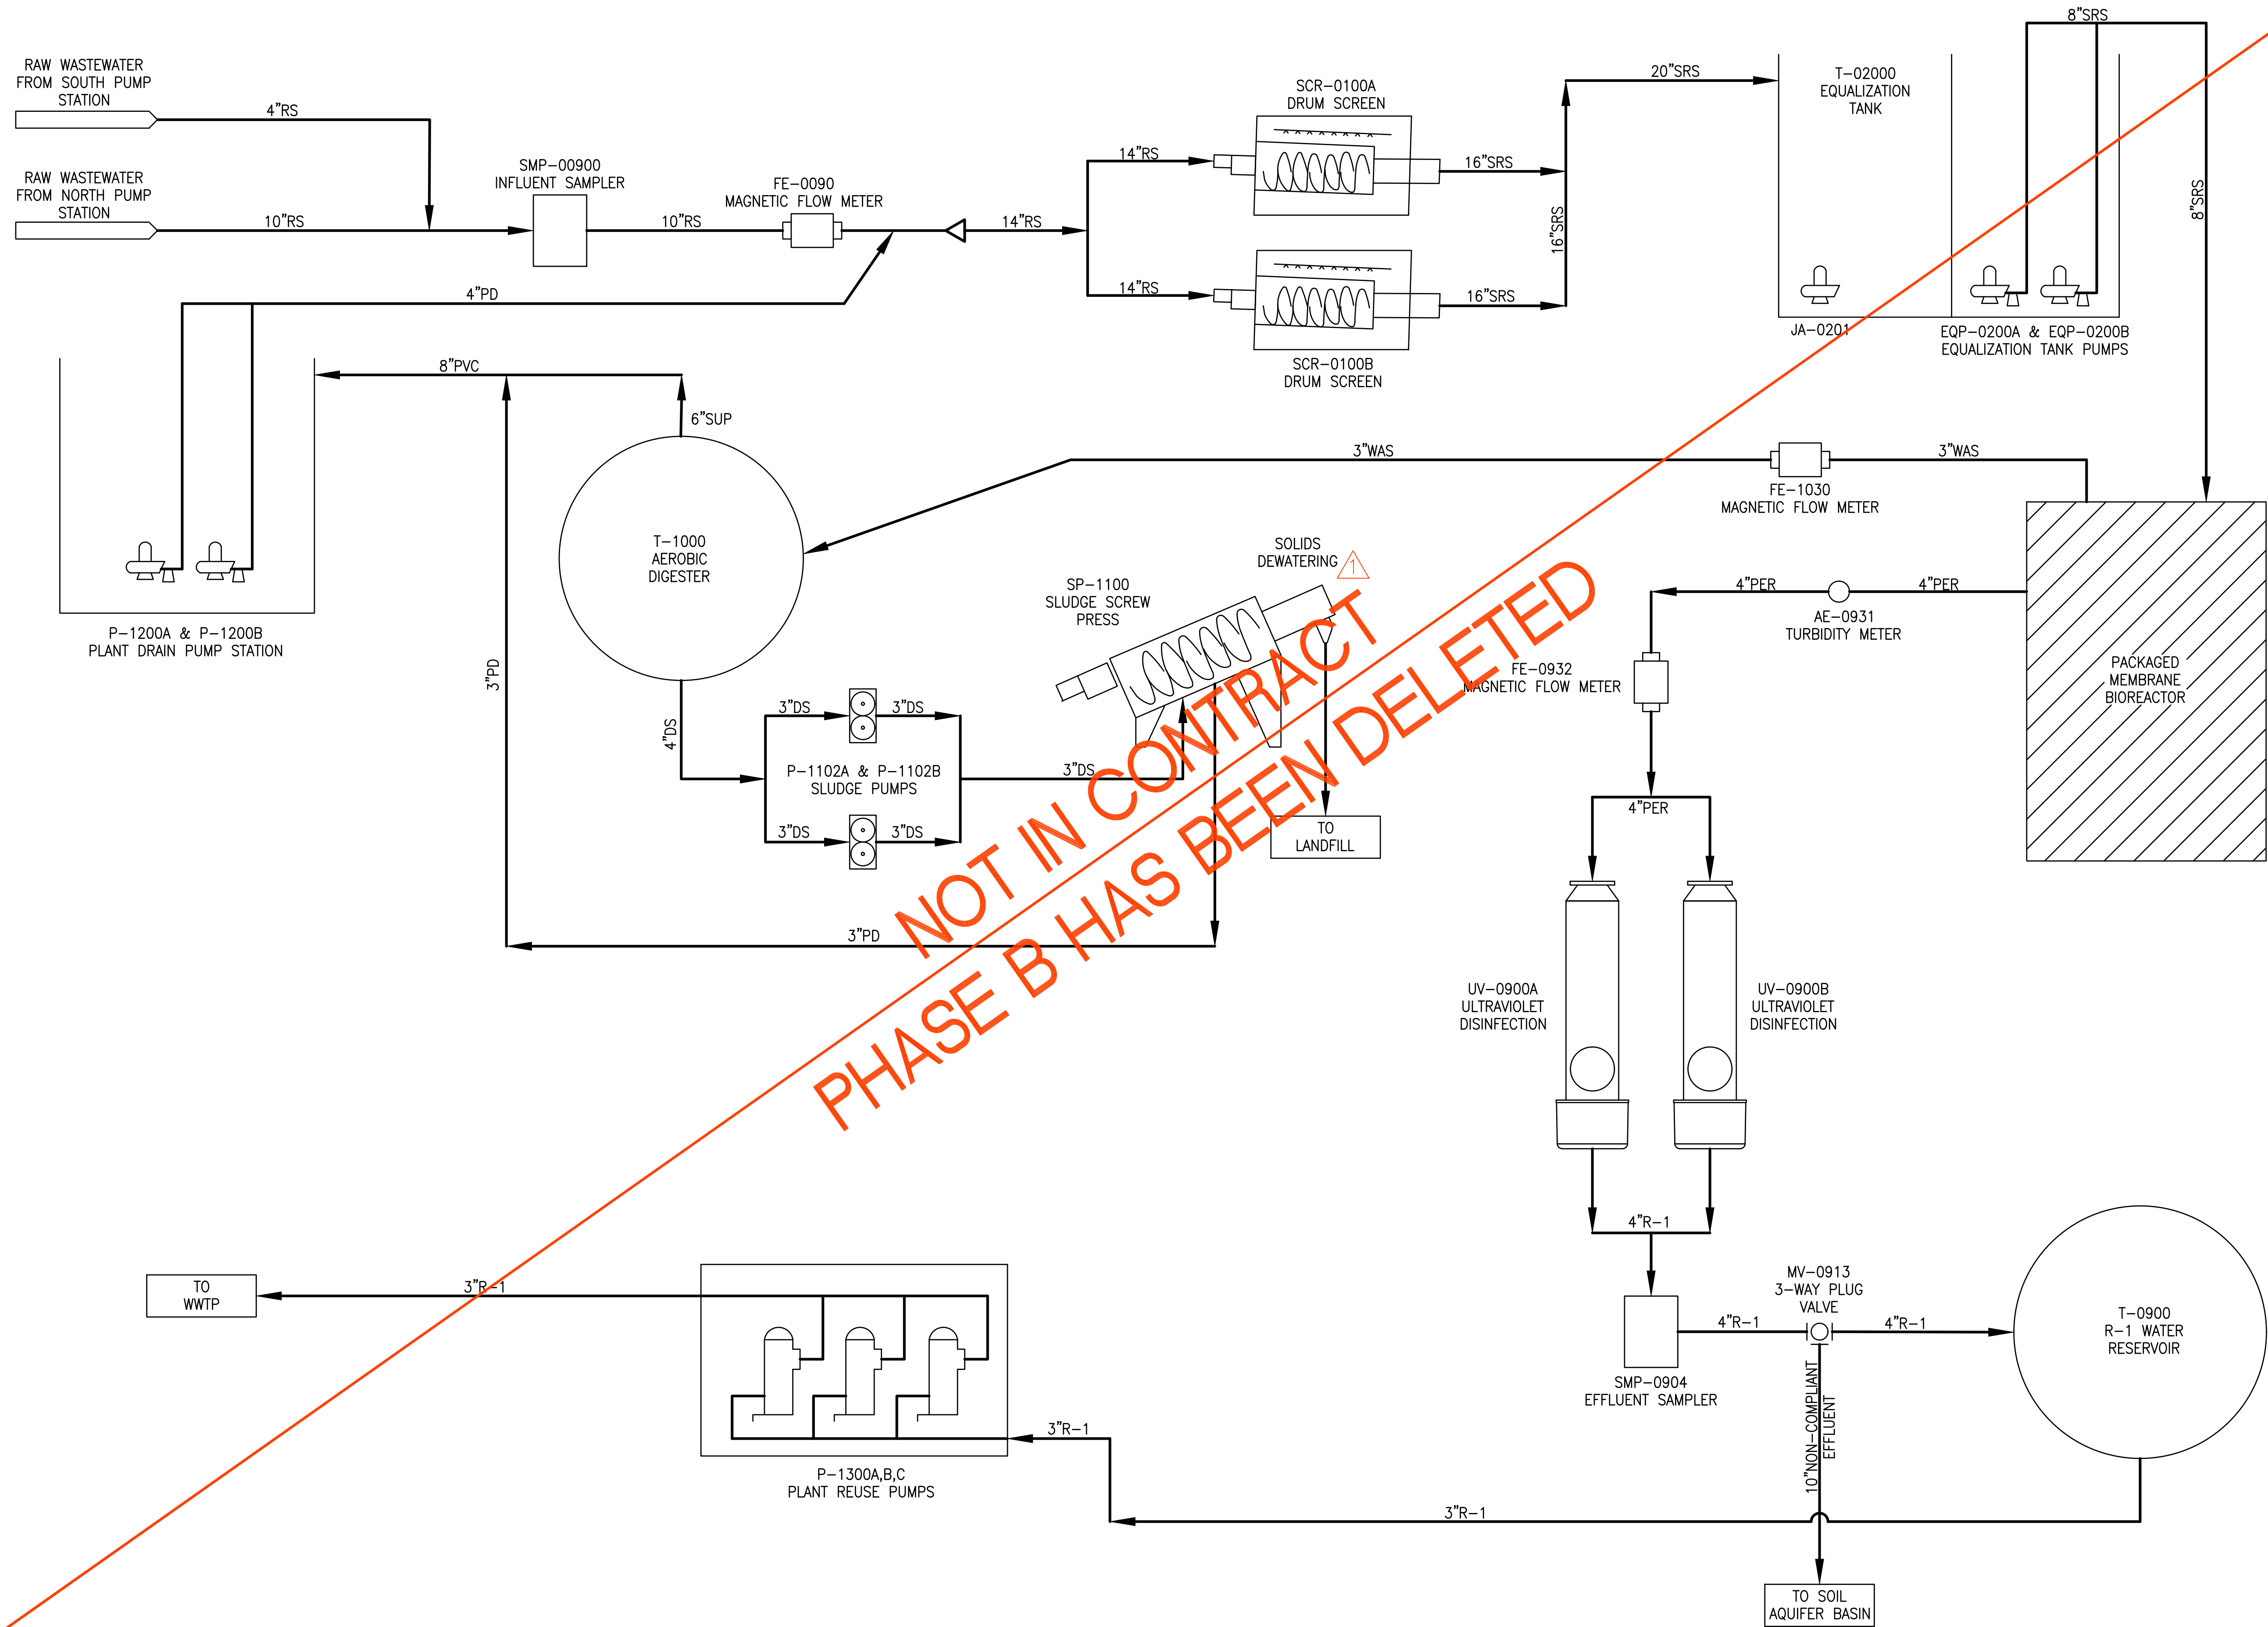 8"SRS
RAW WASTEWATER
FROM SOUTH PUMP
STATION
4"RS
SCR-0100A
DRUM SCREEN
20"SRS
T-02000
EQUALIZATION
TANK
RAW WASTEWATER
FROM NORTH PUMP
STATION
10"RS
SMP-00900
INFLUENT SAMPLER
10"RS
FE-0090
MAGNETIC FLOW METER
14"RS
14"RS
16"SRS
16"SRS
8"SRS
4"PD
14"RS
16"SRS
SCR-0100B
DRUM SCREEN
JA-0201
EQP-0200A & EQP-0200B
EQUALIZATION TANK PUMPS
8"PVC
6"SUP
3"WAS
3"WAS
FE-1030
MAGNETIC FLOW METER
T-1000
AEROBIC
DIGESTER
SOLIDS
DEWATERING
1
SP-1100
SLUDGE SCREW
PRESS
4"PER
4"PER
AE-0931
TURBIDITY METER
P-1200A & P-1200B
PLANT DRAIN PUMP STATION
3"PD
FE-0932
MAGNETIC FLOW METER
PACKAGED
MEMBRANE
BIOREACTOR
4"DS
3"DS
3"DS
P-1102A & P-1102B
SLUDGE PUMPS
3"DS
3"DS
3"DS
TO
LANDFILL
4"PER
NOT IN CONTRACT
PHASE B HAS BEEN DELETED
3"PD
UV-0900A
ULTRAVIOLET
DISINFECTION
UV-0900B
ULTRAVIOLET
DISINFECTION
4"R-1
TO
WWTP
3"R-1
MV-0913
3-WAY PLUG
VALVE
4"R-1
4"R-1
T-0900
R-1 WATER
RESERVOIR
SMP-0904
EFFLUENT SAMPLER
10"NON-COMPLIANT
EFFLUENT
3"R-1
P-1300A,B,C
PLANT REUSE PUMPS
3"R-1
TO SOIL
AQUIFER BASIN